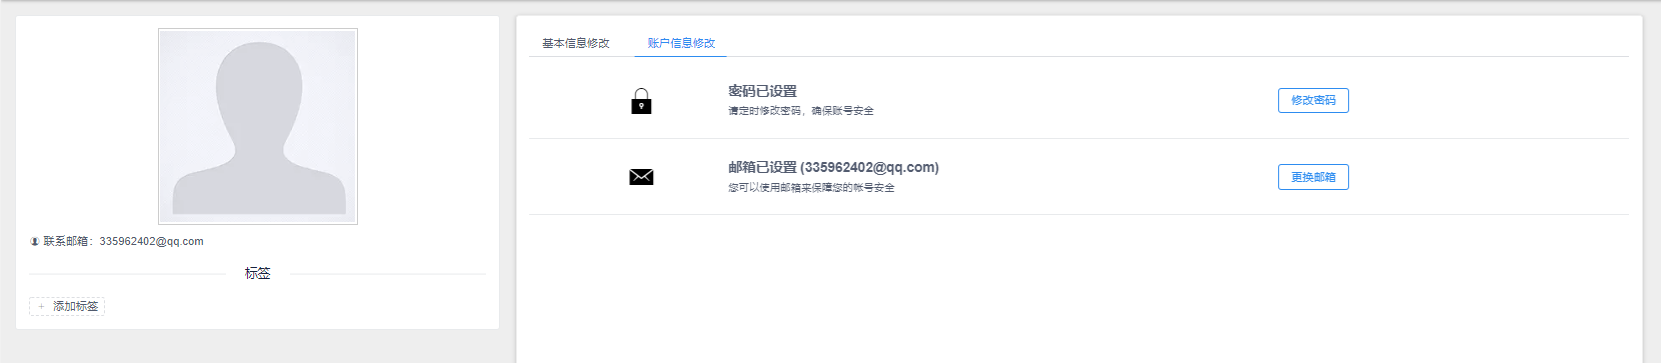 联系邮箱：335962402@qq.com
标签
+ 添加标签
基本信息修改
账户信息修改
密码已设置
请定时修改密码，确保账号安全
修改密码
邮箱已设置 (335962402@qq.com)
您可以使用邮箱来保障您的帐号安全
更换邮箱